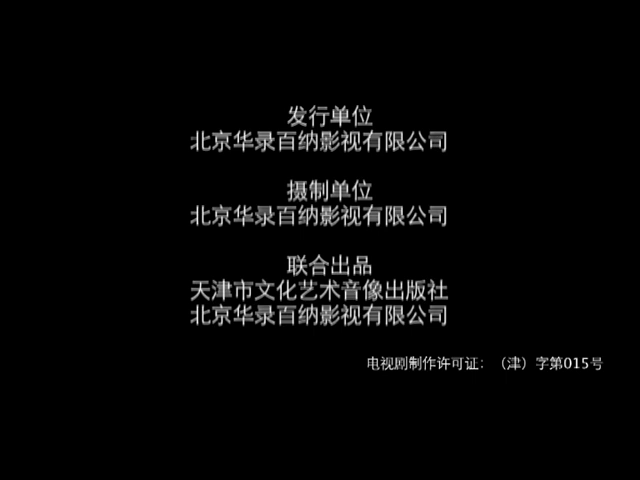 发行单位
北京华录百纳影视有限公司
摄制单位
北京华录百纳影视有限公司
联合出品
天津市文化艺术音像出版社
北京华录百纳影视有限公司
电视剧制作许可证：（津）字第015号